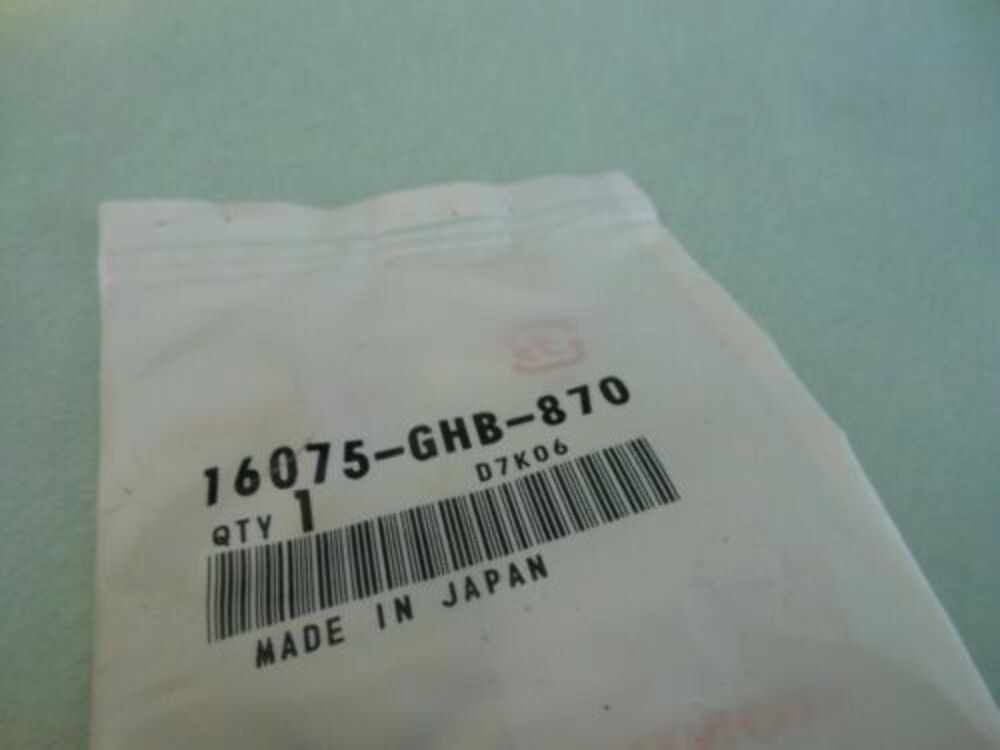 16075-GHB-870
D7K06
QTY 1
MADE IN JAPAN